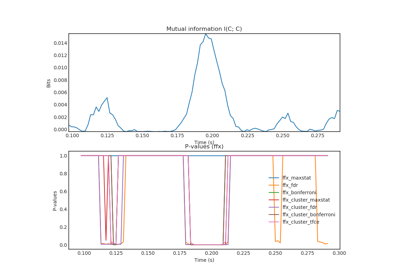 Mutual information I(C; C)
0.014
0.012
0.010
0.008
0.006
0.004
0.002
0.000
Bits
0.100 0.125 0.150 0.175 0.200 0.225 0.250 0.275
Time (s)
P-values (ffx)
1.0
0.8
0.6
0.4
0.2
0.0
P-values
ffx_maxstat
ffx_fdr
ffx_bonferroni
ffx_cluster_maxstat
ffx_cluster_fdr
ffx_cluster_bonferroni
ffx_cluster_tfce
0.100 0.125 0.150 0.175 0.200 0.225 0.250 0.275 0.300
Time (s)